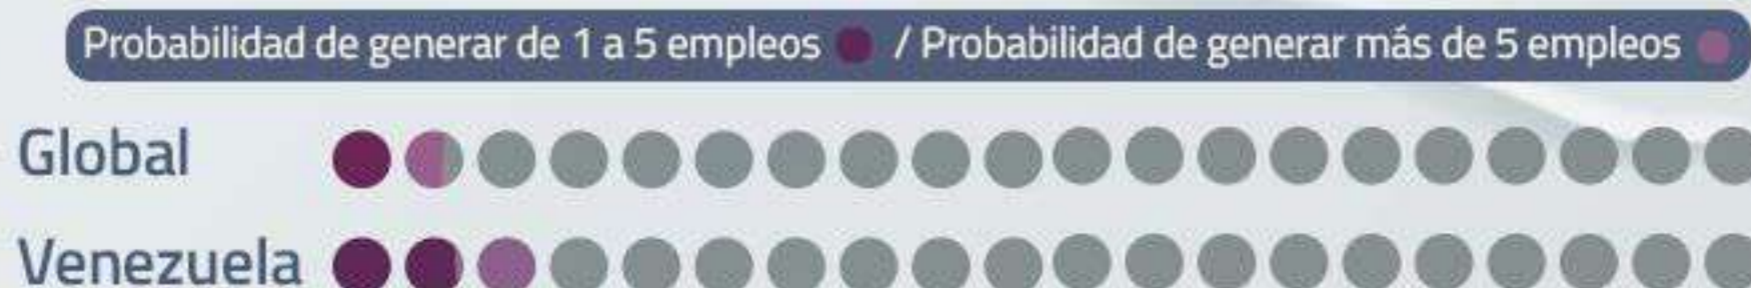 Probabilidad de generar de 1 a 5 empleos / Probabilidad de generar más de 5 empleos
Global
Venezuela